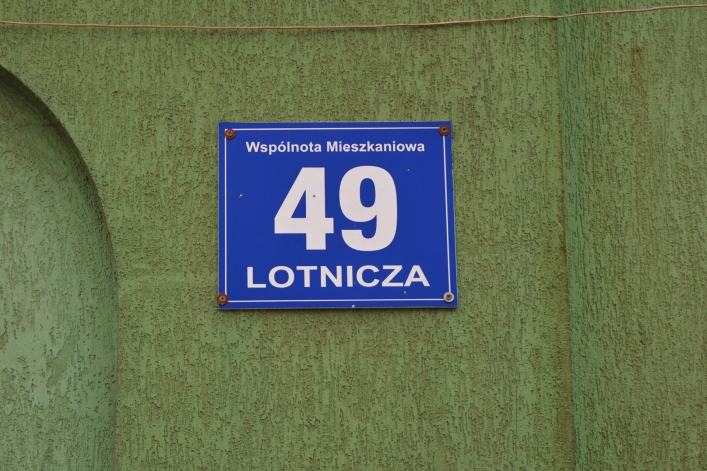 Wspólnota Mieszkaniowa
49
LOTNICZA